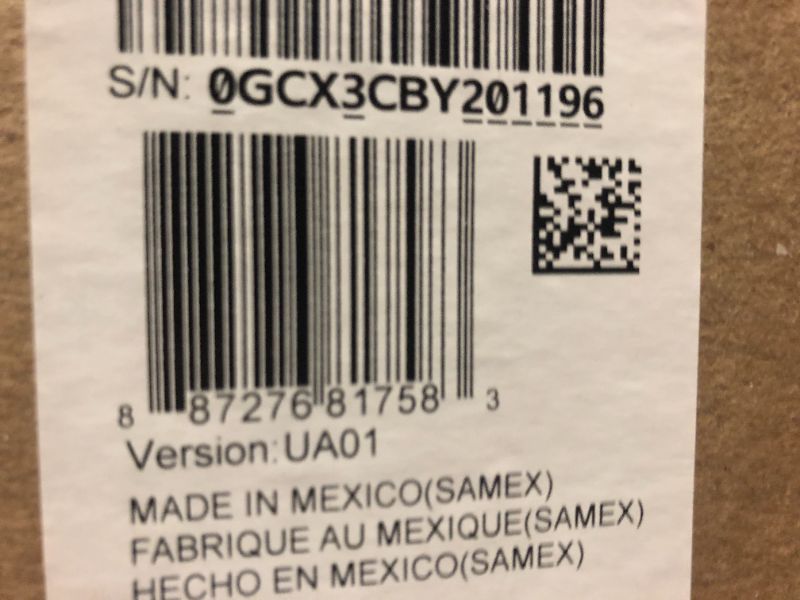 S/N: 0GCX3CBY201196
8 87276 81758 3
Version: UA01
MADE IN MEXICO(SAMEX)
FABRIQUE AU MEXIQUE(SAMEX)
HECHO EN MEXICO(SAMEX)